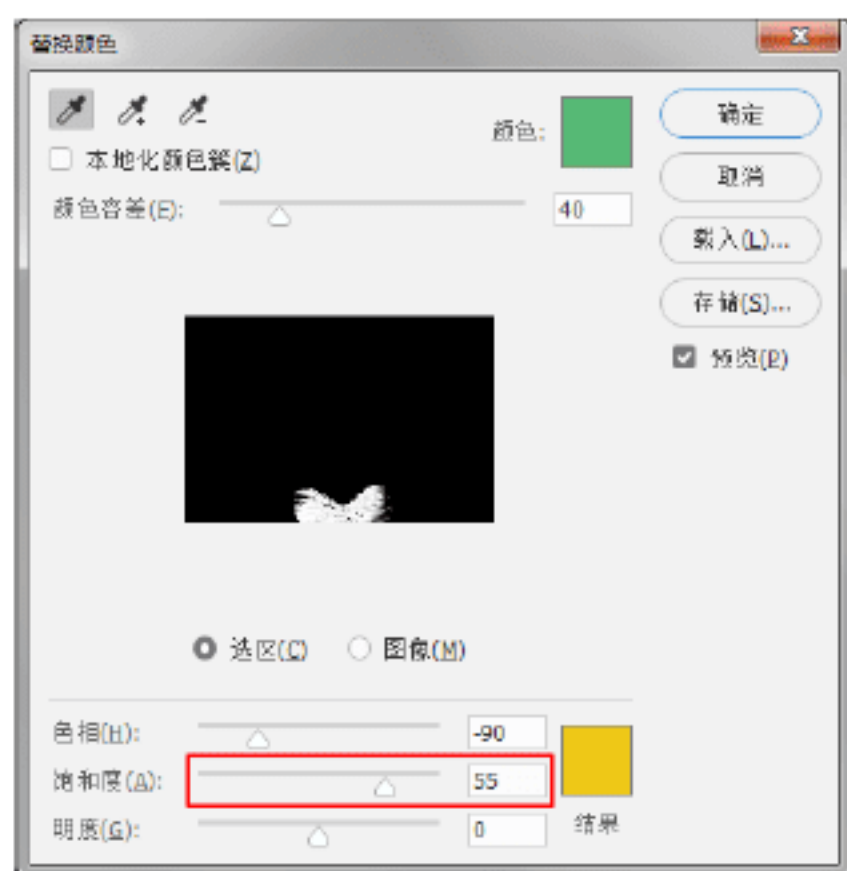 替换颜色
颜色:
本地化颜色簇(Z)
颜色容差(F):
40
确定
取消
载入(L)...
存储(S)...
预览(P)
选区(C)
图像(M)
色相(H):
-90
饱和度(A):
55
明度(G):
0
结果